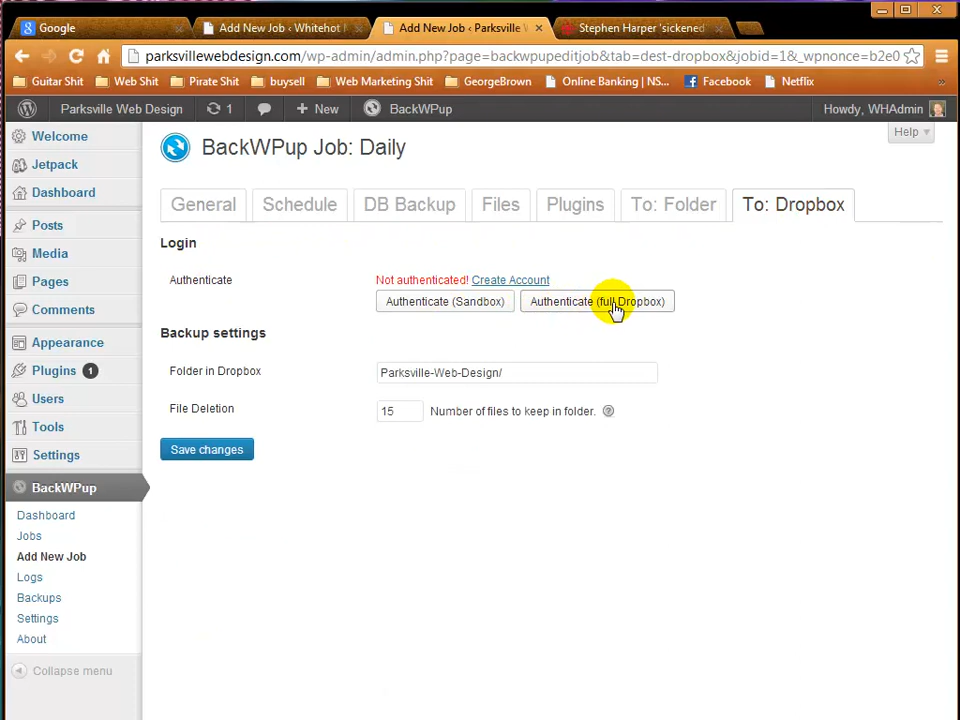 Google
Add New Job ‹ Whitehot
Add New Job ‹ Parksville W
Stephen Harper 'sickened
parksvillewebdesign.com/wp-admin/admin.php?page=backwpupeditjob&tab=dest-dropbox&jobid=1&_wpnonce=b2e0
Guitar Shit
Web Shit
Pirate Shit
buysell
Web Marketing Shit
GeorgeBrown
Online Banking | NS...
Facebook
Netflix
»
Parksville Web Design
1
+ New
BackWPup
Howdy, WHAdmin
Welcome
Jetpack
Dashboard
Posts
Media
Pages
Comments
Appearance
Plugins 1
Users
Tools
Settings
BackWPup
Dashboard
Jobs
Add New Job
Logs
Backups
Settings
About
Collapse menu
Help
BackWPup Job: Daily
General
Schedule
DB Backup
Files
Plugins
To: Folder
To: Dropbox
Login
Authenticate
Not authenticated! Create Account
Authenticate (Sandbox)
Authenticate (full Dropbox)
Backup settings
Folder in Dropbox
Parksville-Web-Design/
File Deletion
15 Number of files to keep in folder. ?
Save changes